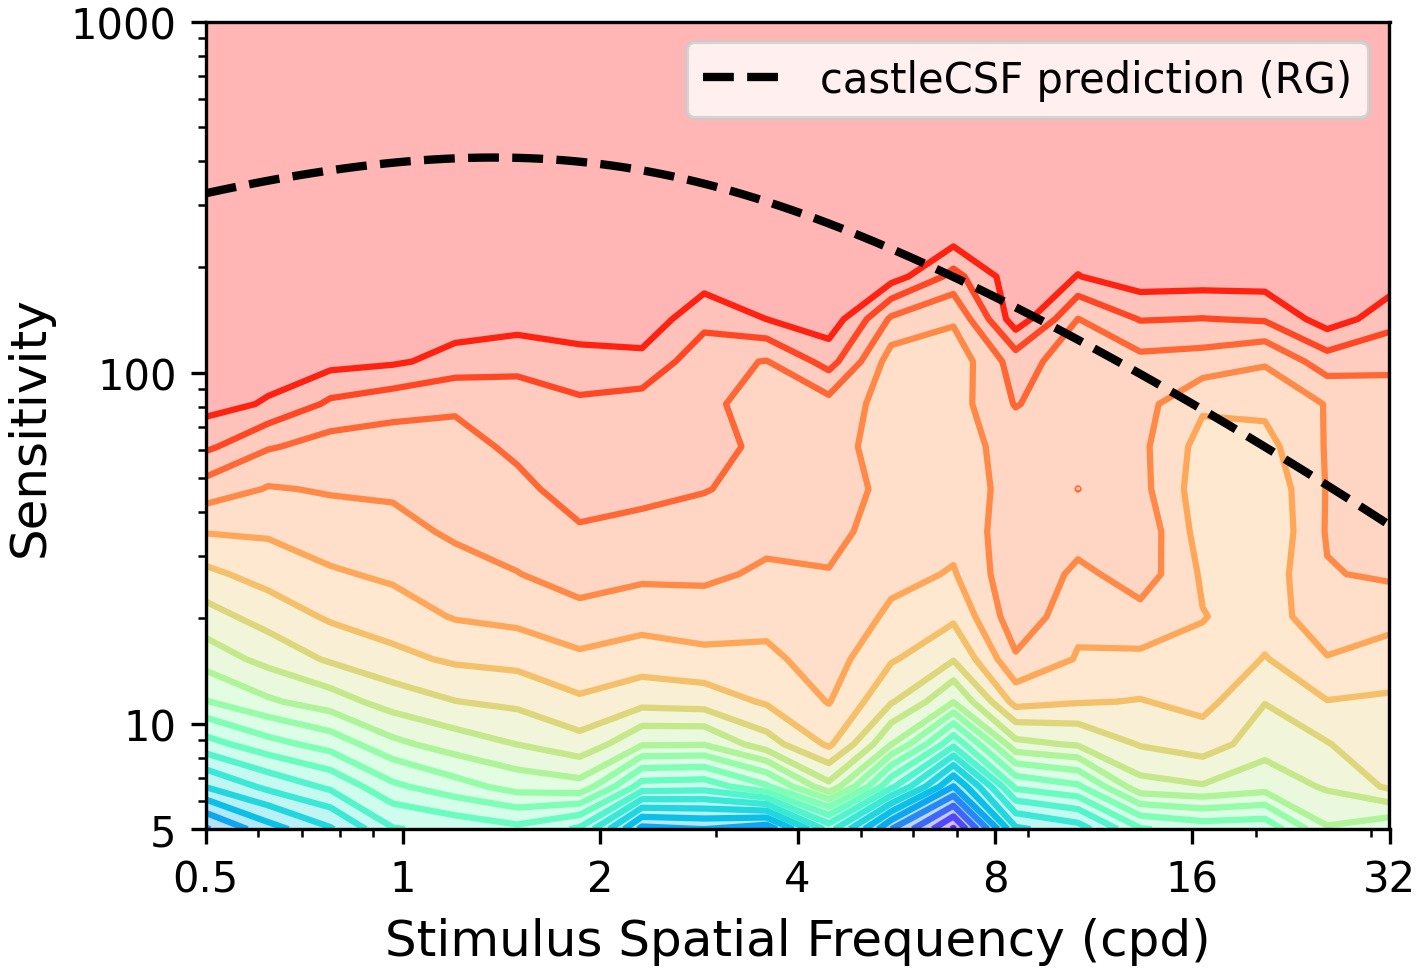 1000
castleCSF prediction (RG)
100
Sensitivity
10
5
0.5 1 2 4 8 16 32
Stimulus Spatial Frequency (cpd)